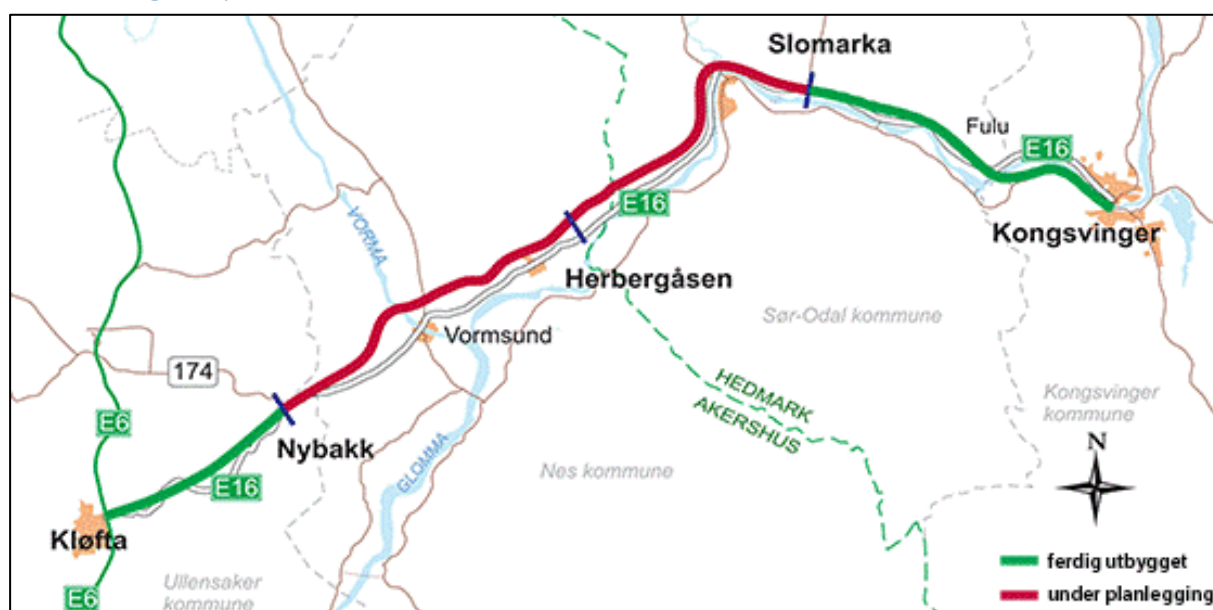 Slomarka
Fulu
E16
Kongsvinger
E16
VORMA
Herbergåsen
Vormsund
Sør-Odal kommune
174
HEDMARK
AKERSHUS
Kongsvinger
kommune
E6
Nybakk
GLOMMA
Nes kommune
N
E16
Kløfta
ferdig utbygget
Ullensaker
kommune
E6
under planlegging